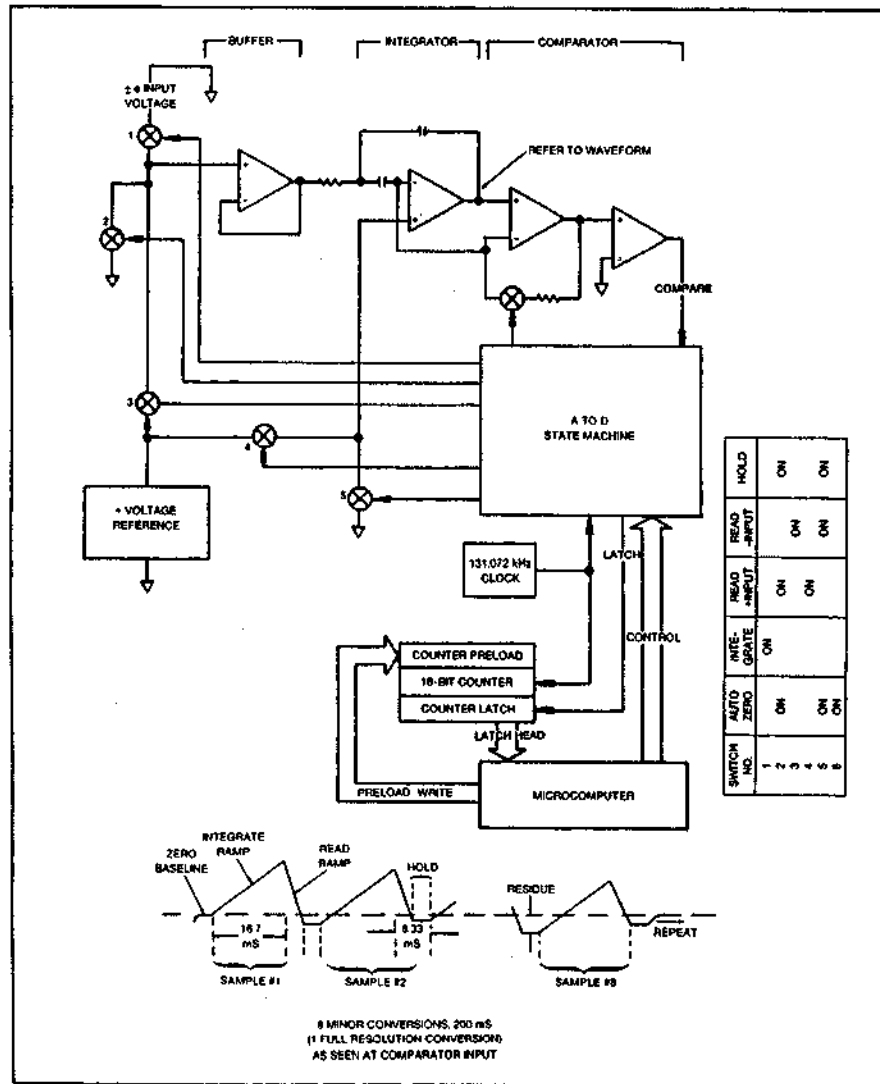 BUFFER
INTEGRATOR
COMPARATOR
± e INPUT
VOLTAGE
1
REFER TO WAVEFORM
+
-
-
+
+
-
+
-
2
COMPARE
3
4
A TO D
STATE MACHINE
5
+ VOLTAGE
REFERENCE
131.072 kHz
CLOCK
LATCH
CONTROL
COUNTER PRELOAD
16-BIT COUNTER
COUNTER LATCH
LATCH HEAD
PRELOAD WRITE
MICROCOMPUTER
SWITCH NO. | AUTO ZERO | INTE- GRATE | READ +INPUT | READ -INPUT | HOLD
1 | | ON | | |
2 | ON | | ON | | ON
3 | | | | ON |
4 | | | ON | |
5 | ON | | | ON | ON
6 | ON | | | |
ZERO
BASELINE
INTEGRATE
RAMP
READ
RAMP
HOLD
RESIDUE
16.7
mS
8.33
mS
REPEAT
SAMPLE #1
SAMPLE #2
SAMPLE #8
8 MINOR CONVERSIONS, 200 mS
(1 FULL RESOLUTION CONVERSION)
AS SEEN AT COMPARATOR INPUT